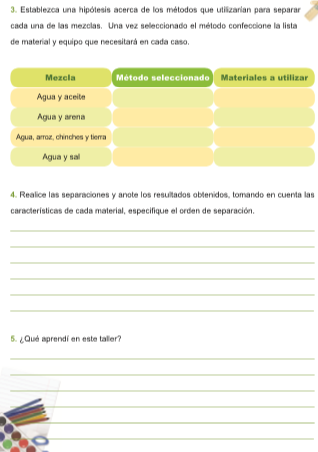 3. Establezca una hipótesis acerca de los métodos que utilizarían para separar
cada una de las mezclas. Una vez seleccionado el método confeccione la lista
de material y equipo que necesitará en cada caso.
Mezcla Método seleccionado Materiales a utilizar
Agua y aceite
Agua y arena
Agua, arroz, chinches y tierra
Agua y sal
4. Realice las separaciones y anote los resultados obtenidos, tomando en cuenta las
características de cada material, especifique el orden de separación.
5. ¿Qué aprendí en este taller?